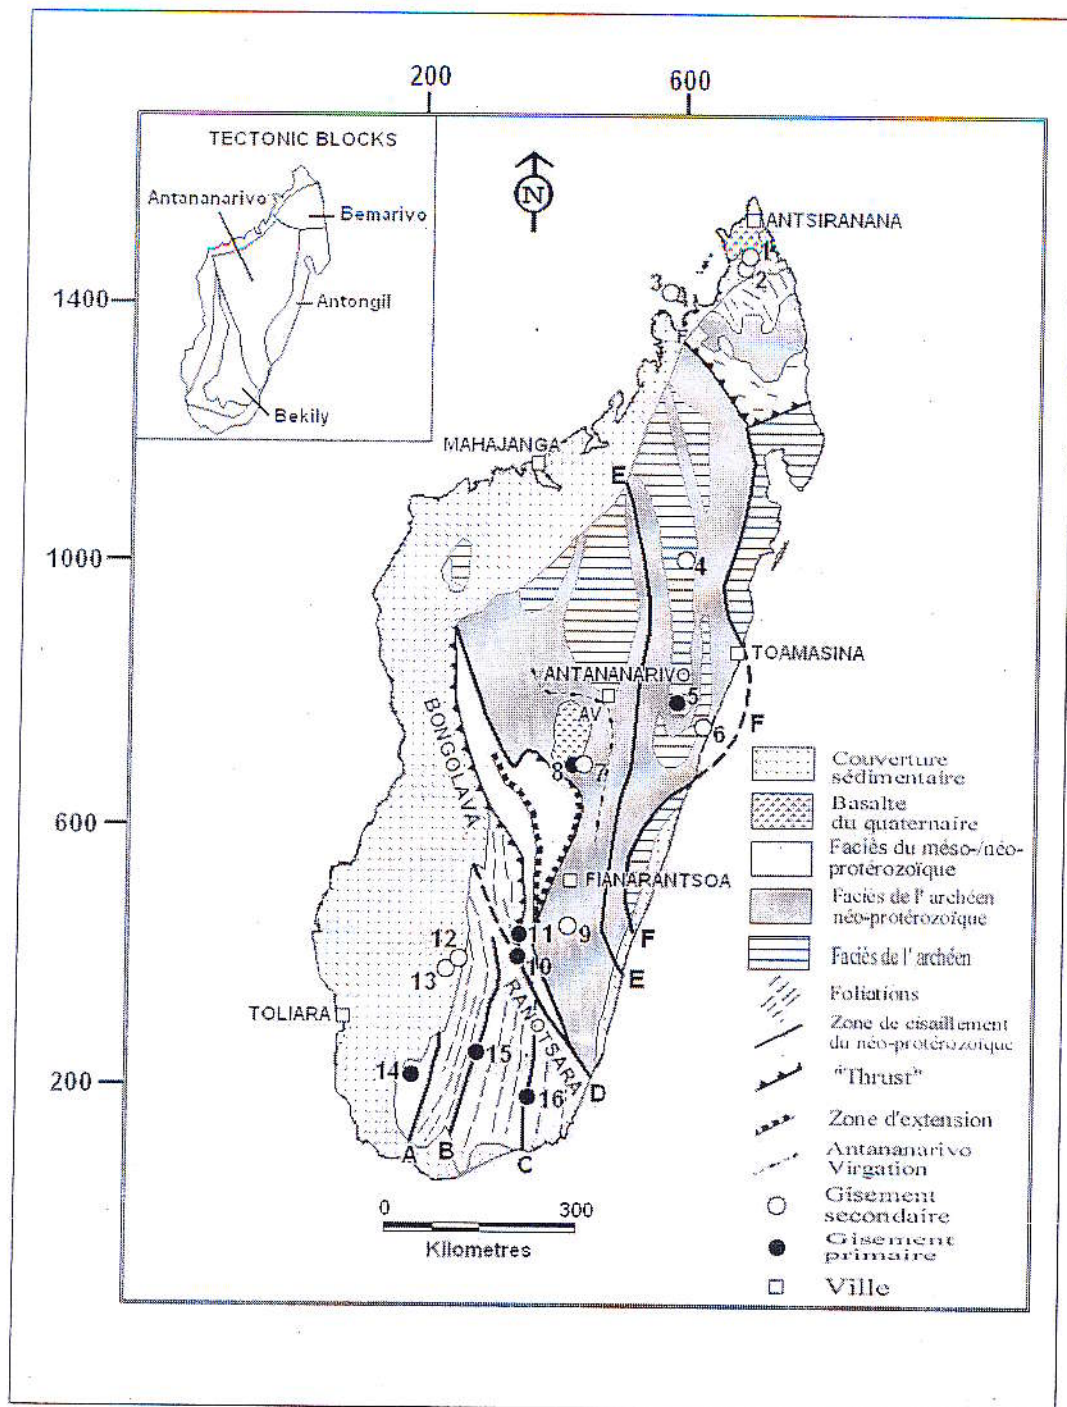 200
600
TECTONIC BLOCKS
Antananarivo
Bemarivo
Antongil
Bekily
N
ANTSIRANANA
1
2
3
1400
MAHAJANGA
E
1000
4
TOAMASINA
ANTANANARIVO
5
AV
6
F
BONGOLAVA
8
7
600
FIANARANTSOA
11
9
F
12
10
E
13
RANOTSARA
TOLIARA
15
14
16
200
D
A
B
C
0
300
Kilometres
Couverture
sédimentaire
Basalte
du quaternaire
Faciès du méso-/néo-
protérozoïque
Faciès de l' archéen
néo-protérozoïque
Faciès de l' archéen
Foliations
Zone de cisaillement
du néo-protérozoïque
"Thrust"
Zone d'extension
Antananarivo
Virgation
Gisement
secondaire
Gisement
primaire
Ville